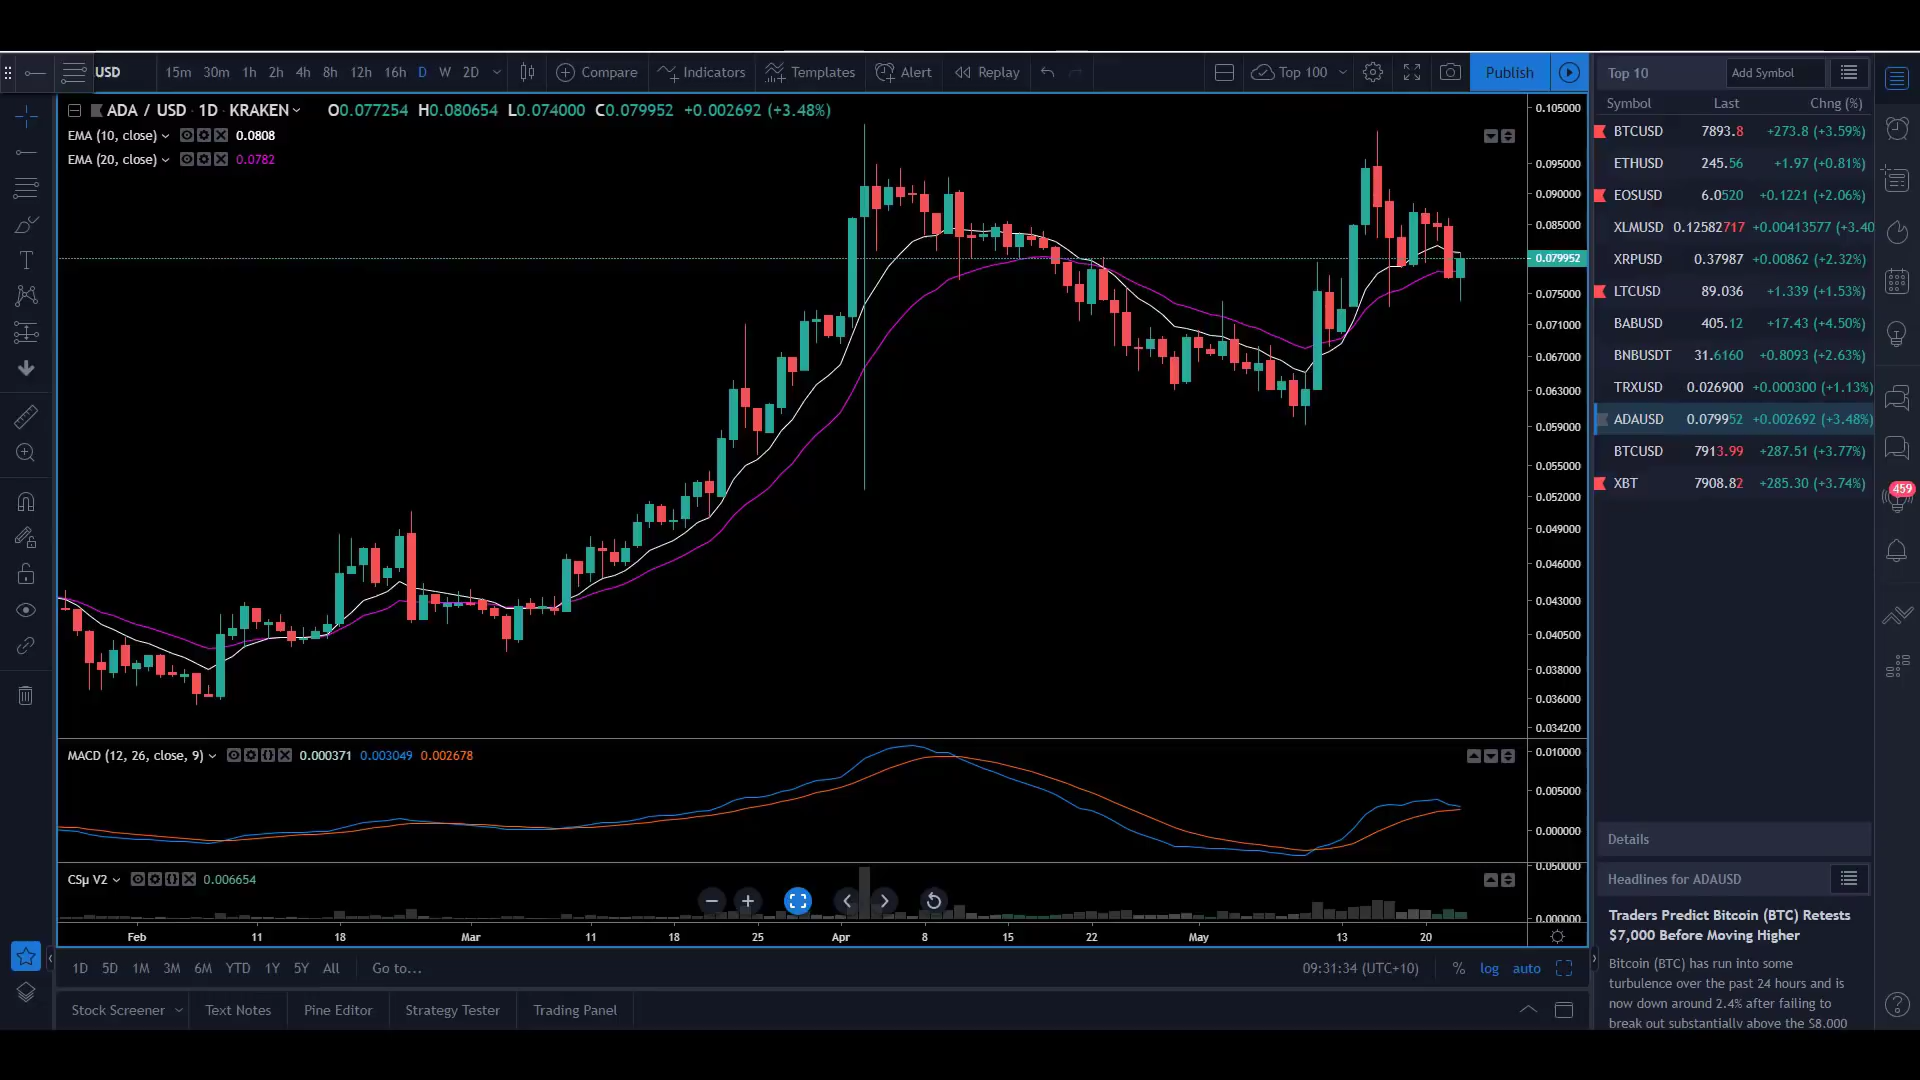 USD 15m 30m 1h 2h 4h 8h 12h 16h D W 2D Compare Indicators Templates Alert Replay Top 100 Publish
ADA / USD 1D KRAKEN O0.077254 H0.080654 L0.074000 C0.079952 +0.002692 (+3.48%)
EMA (10, close) 0.0808
EMA (20, close) 0.0782
0.105000
0.095000
0.090000
0.085000
0.079952
0.075000
0.071000
0.067000
0.063000
0.059000
0.055000
0.052000
0.049000
0.046000
0.043000
0.040500
0.038000
0.036000
0.034200
MACD (12, 26, close, 9) 0.000371 0.003049 0.002678
0.010000
0.005000
0.000000
CSµ V2 0.006654
0.050000
0.000000
Feb 11 18 Mar 11 18 25 Apr 8 15 22 May 13 20
1D 5D 1M 3M 6M YTD 1Y 5Y All Go to... 09:31:34 (UTC+10) % log auto
Stock Screener Text Notes Pine Editor Strategy Tester Trading Panel
Top 10 Add Symbol
Symbol Last Chng (%)
BTCUSD 7893.8 +273.8 (+3.59%)
ETHUSD 245.56 +1.97 (+0.81%)
EOSUSD 6.0520 +0.1221 (+2.06%)
XLMUSD 0.12582717 +0.00413577 (+3.40
XRPUSD 0.37987 +0.00862 (+2.32%)
LTCUSD 89.036 +1.339 (+1.53%)
BABUSD 405.12 +17.43 (+4.50%)
BNBUSDT 31.6160 +0.8093 (+2.63%)
TRXUSD 0.026900 +0.000300 (+1.13%)
ADAUSD 0.079952 +0.002692 (+3.48%)
BTCUSD 7913.99 +287.51 (+3.77%)
XBT 7908.82 +285.30 (+3.74%)
459
Details
Headlines for ADAUSD
Traders Predict Bitcoin (BTC) Retests
$7,000 Before Moving Higher
Bitcoin (BTC) has run into some
turbulence over the past 24 hours and is
now down around 2.4% after failing to
break out substantially above the $8,000